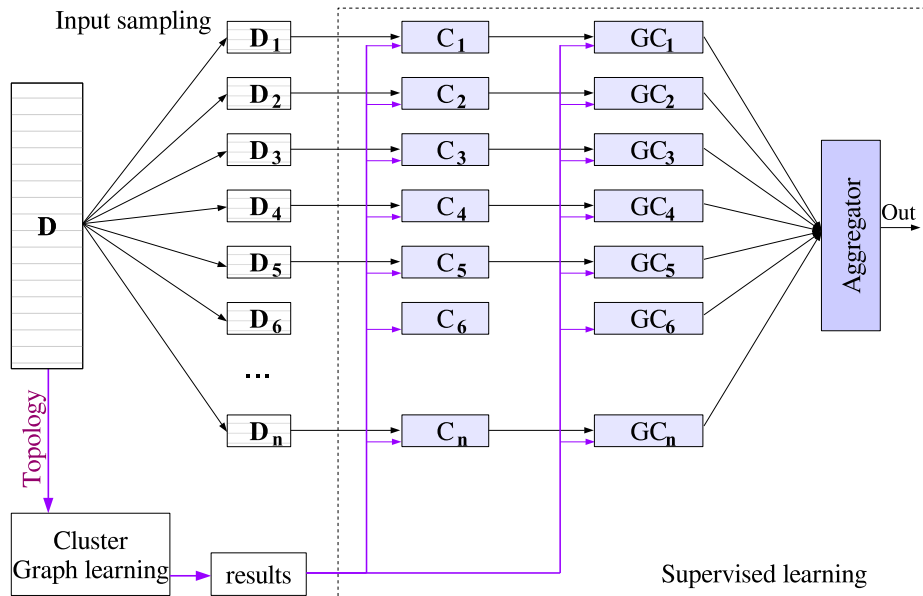 Input sampling
D1 C1 GC1
D2 C2 GC2
D3 C3 GC3
D D4 C4 GC4 Aggregator Out
D5 C5 GC5
D6 C6 GC6
...
Dn Cn GCn
Topology
Cluster
Graph learning
results
Supervised learning